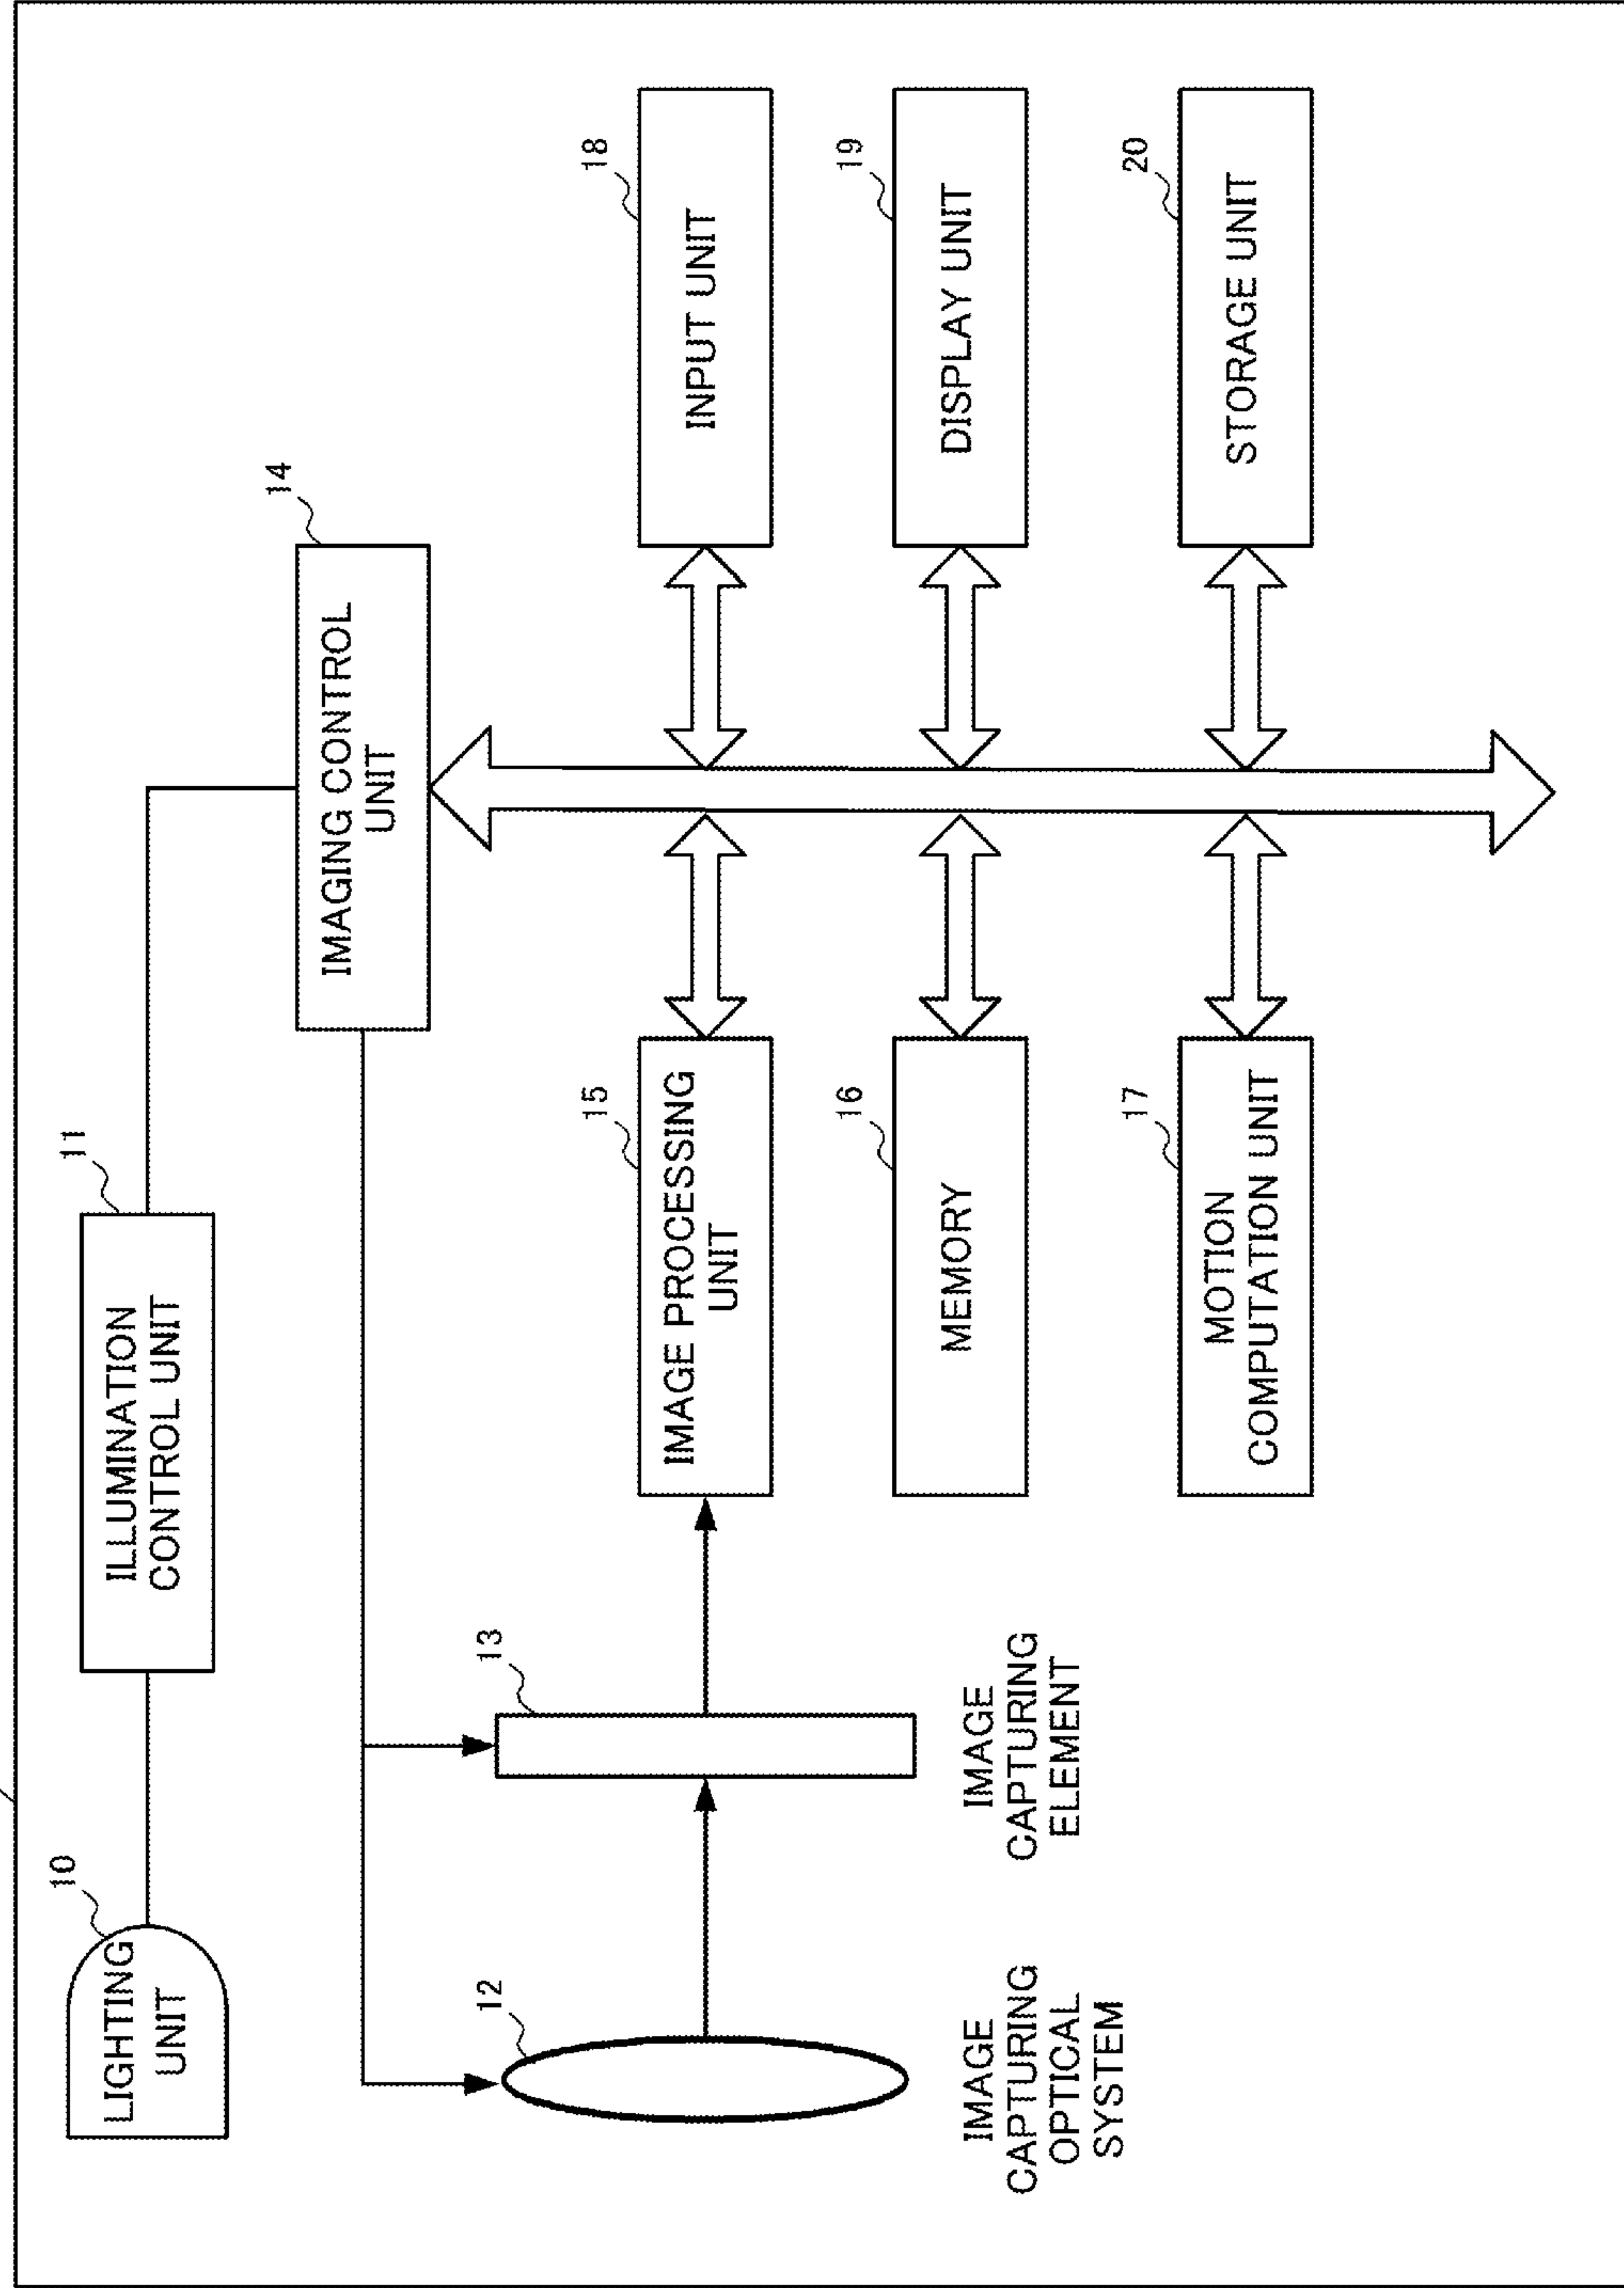 10
LIGHTING
UNIT
11
ILLUMINATION
CONTROL UNIT
14
IMAGING CONTROL
UNIT
12
IMAGE
CAPTURING
OPTICAL
SYSTEM
13
IMAGE
CAPTURING
ELEMENT
15
IMAGE PROCESSING
UNIT
18
INPUT UNIT
16
MEMORY
19
DISPLAY UNIT
17
MOTION
COMPUTATION UNIT
20
STORAGE UNIT